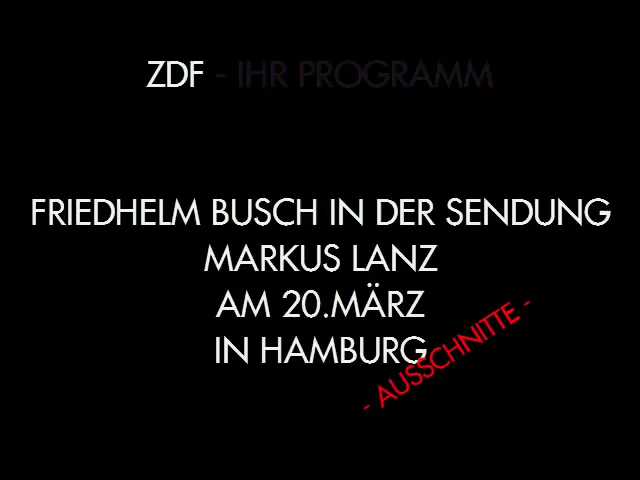 ZDF - IHR PROGRAMM
FRIEDHELM BUSCH IN DER SENDUNG
MARKUS LANZ
AM 20.MÄRZ
IN HAMBURG
- AUSSCHNITTE -